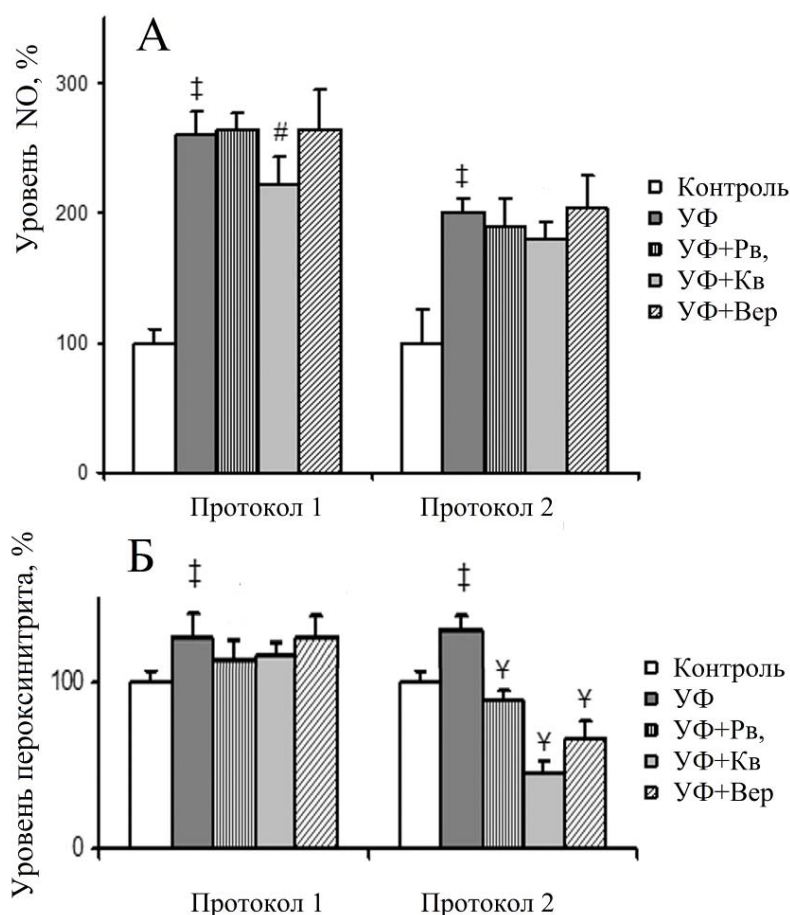 А
Уровень NO, %
300
200
100
0
‡
#
‡
Контроль
УФ
УФ+Рв,
УФ+Кв
УФ+Вер
Протокол 1
Протокол 2
Б
Уровень пероксинитрита, %
100
0
‡
‡
¥
¥
¥
Контроль
УФ
УФ+Рв,
УФ+Кв
УФ+Вер
Протокол 1
Протокол 2